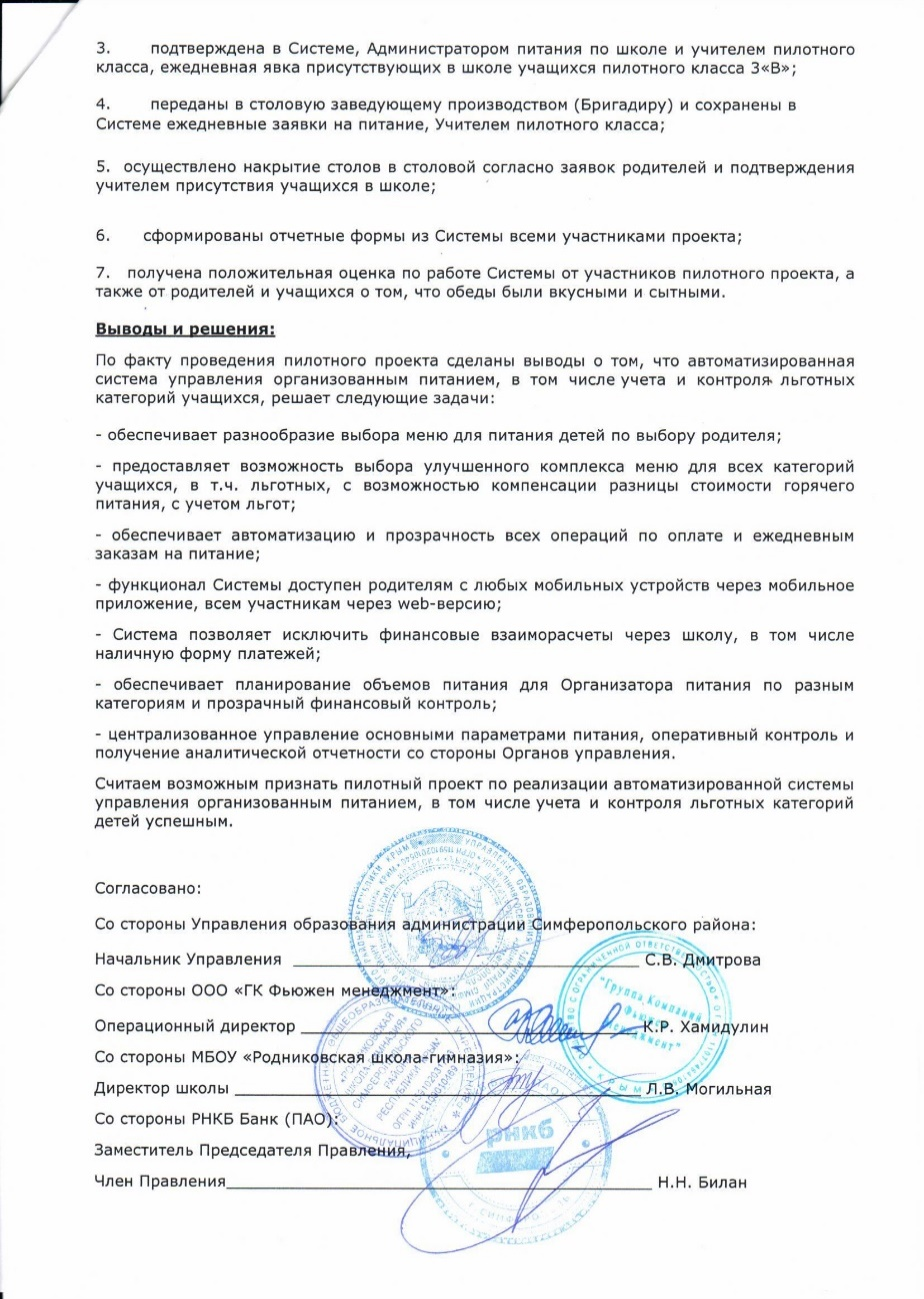 3. подтверждена в Системе, Администратором питания по школе и учителем пилотного
класса, ежедневная явка присутствующих в школе учащихся пилотного класса 3«В»;
4. переданы в столовую заведующему производством (Бригадиру) и сохранены в
Системе ежедневные заявки на питание, Учителем пилотного класса;
5. осуществлено накрытие столов в столовой согласно заявок родителей и подтверждения
учителем присутствия учащихся в школе;
6. сформированы отчетные формы из Системы всеми участниками проекта;
7. получена положительная оценка по работе Системы от участников пилотного проекта, а
также от родителей и учащихся о том, что обеды были вкусными и сытными.
Выводы и решения:
По факту проведения пилотного проекта сделаны выводы о том, что автоматизированная
система управления организованным питанием, в том числе учета и контроля льготных
категорий учащихся, решает следующие задачи:
- обеспечивает разнообразие выбора меню для питания детей по выбору родителя;
- предоставляет возможность выбора улучшенного комплекса меню для всех категорий
учащихся, в т.ч. льготных, с возможностью компенсации разницы стоимости горячего
питания, с учетом льгот;
- обеспечивает автоматизацию и прозрачность всех операций по оплате и ежедневным
заказам на питание;
- функционал Системы доступен родителям с любых мобильных устройств через мобильное
приложение, всем участникам через web-версию;
- Система позволяет исключить финансовые взаиморасчеты через школу, в том числе
наличную форму платежей;
- обеспечивает планирование объемов питания для Организатора питания по разным
категориям и прозрачный финансовый контроль;
- централизованное управление основными параметрами питания, оперативный контроль и
получение аналитической отчетности со стороны Органов управления.
Считаем возможным признать пилотный проект по реализации автоматизированной системы
управления организованным питанием, в том числе учета и контроля льготных категорий
детей успешным.
Согласовано:
Со стороны Управления образования администрации Симферопольского района:
Начальник Управления С.В. Дмитрова
Со стороны ООО «ГК Фьюжен менеджмент»:
Операционный директор К.Р. Хамидулин
Со стороны МБОУ «Родниковская школа-гимназия»:
Директор школы Л.В. Могильная
Со стороны РНКБ Банк (ПАО):
Заместитель Председателя Правления,
Член Правления Н.Н. Билан
"Группа Компаний
рнкб